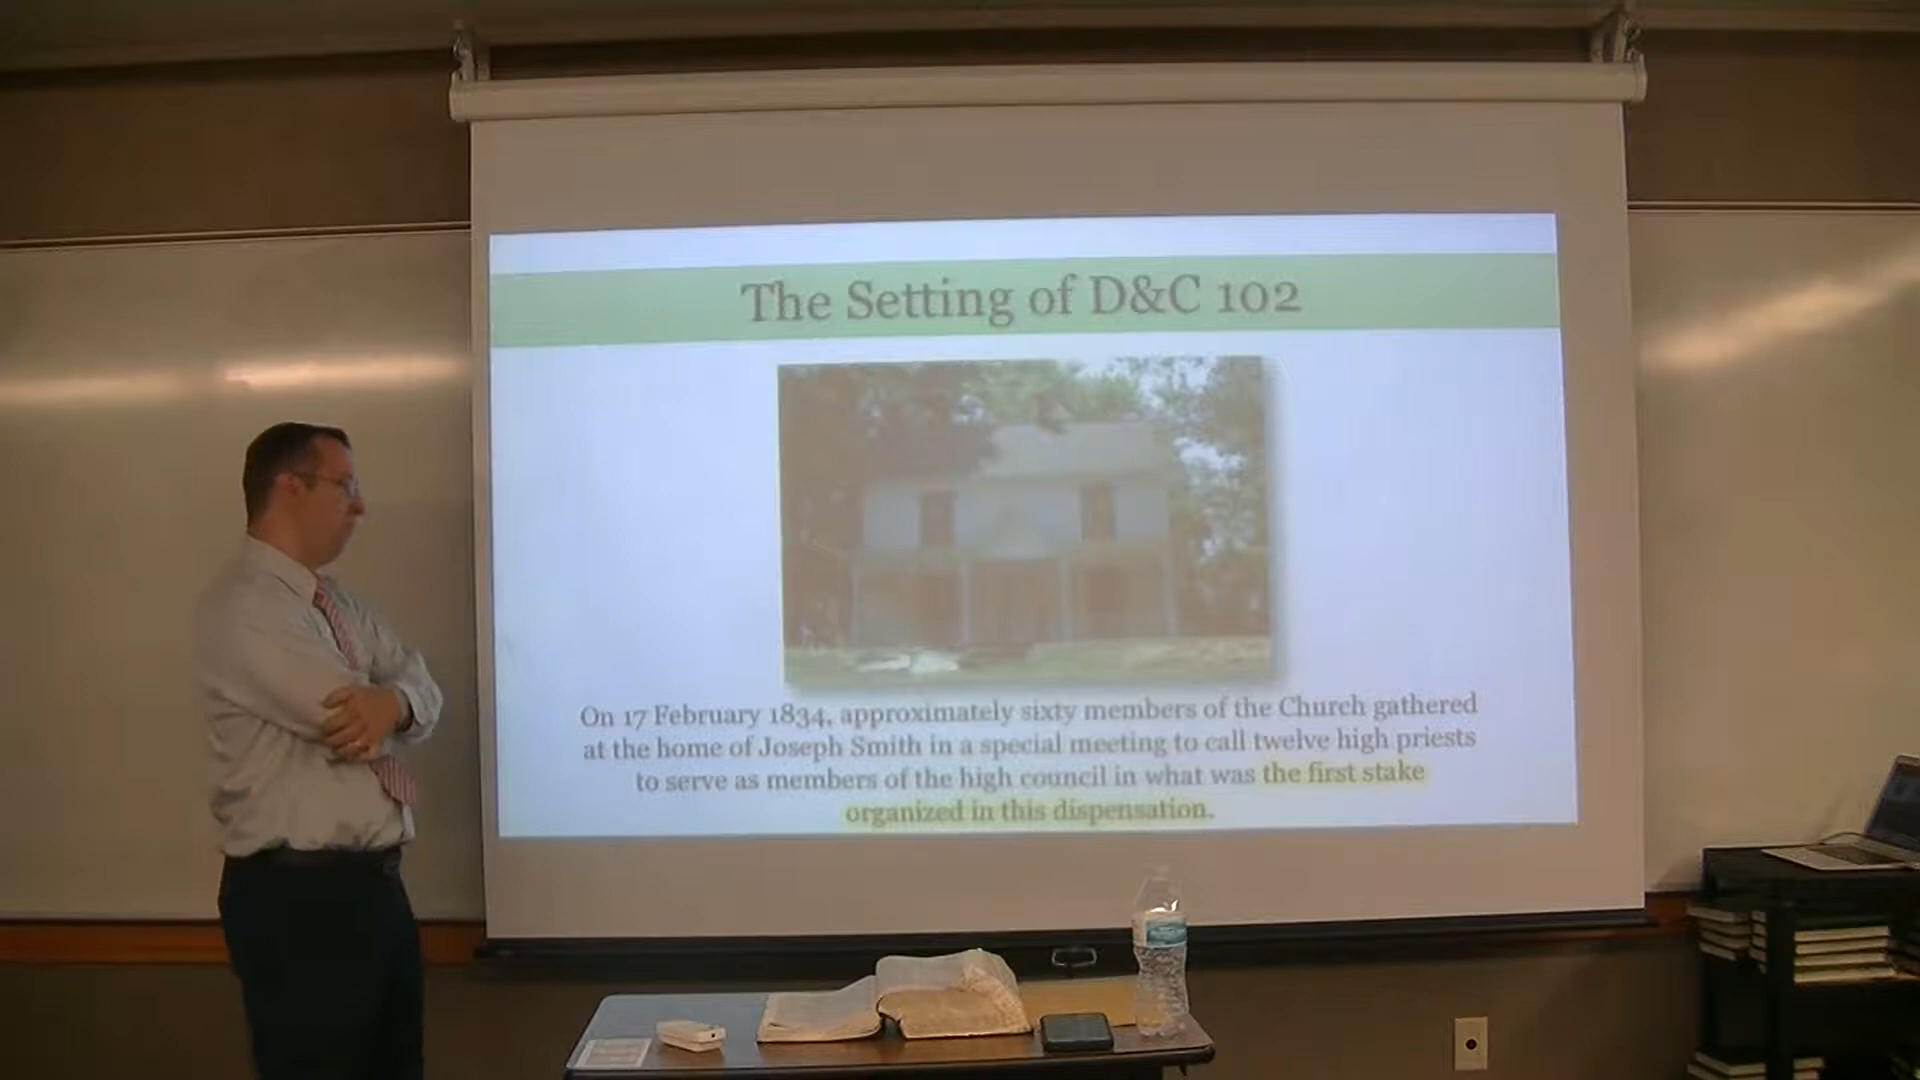 The Setting of D&C 102
On 17 February 1834, approximately sixty members of the Church gathered
at the home of Joseph Smith in a special meeting to call twelve high priests
to serve as members of the high council in what was the first stake
organized in this dispensation.